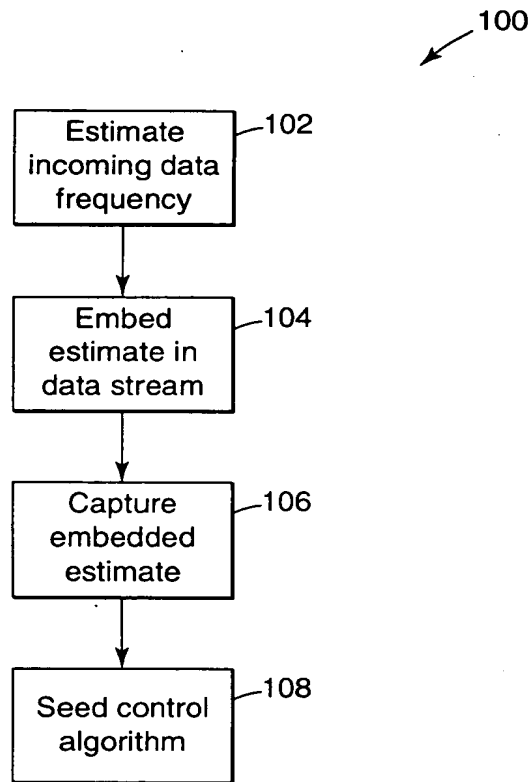 100
Estimate
incoming data
frequency
102
Embed
estimate in
data stream
104
Capture
embedded
estimate
106
Seed control
algorithm
108